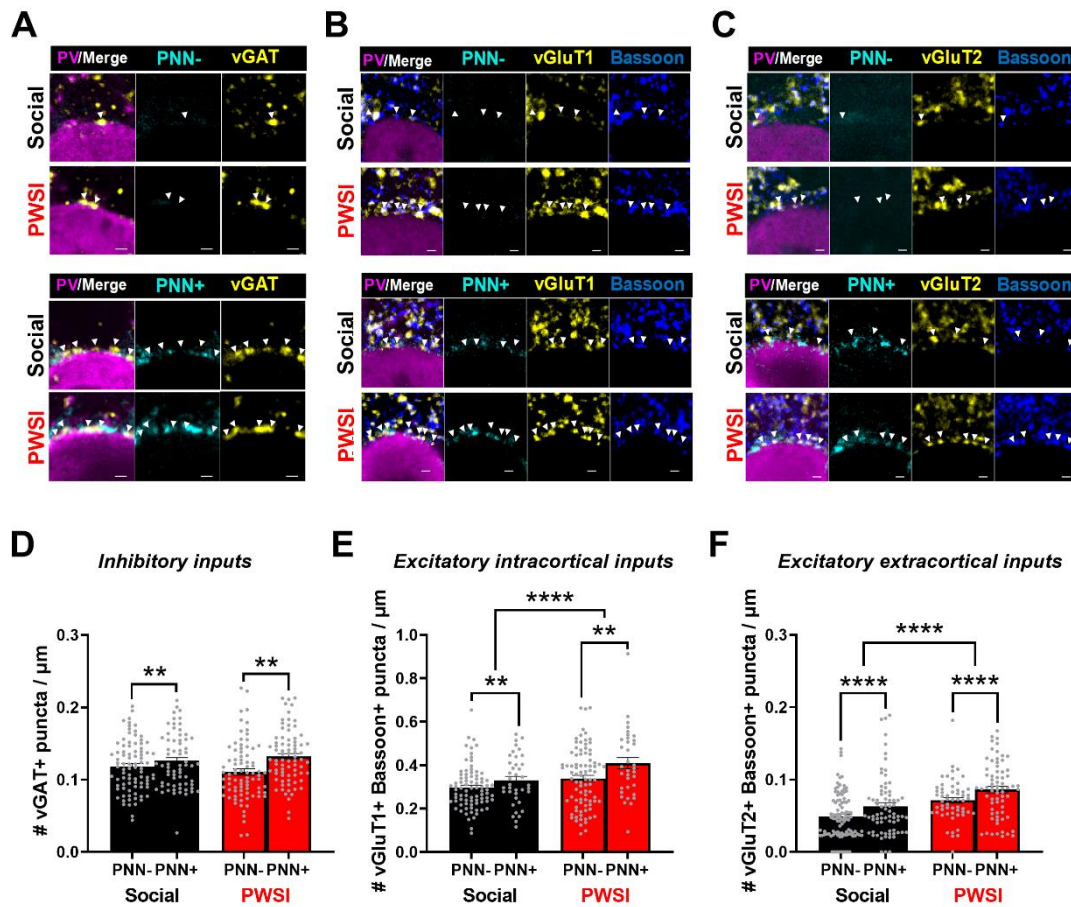 A
PV/Merge PNN- vGAT
Social
PWSI
PV/Merge PNN+ vGAT
Social
PWSI
B
PV/Merge PNN- vGluT1 Bassoon
Social
PWSI
PV/Merge PNN+ vGluT1 Bassoon
Social
PWSI
C
PV/Merge PNN- vGluT2 Bassoon
Social
PWSI
PV/Merge PNN+ vGluT2 Bassoon
Social
PWSI
D
Inhibitory inputs
# vGAT+ puncta / µm
0.3
0.2
0.1
0.0
**
**
PNN- PNN+ PNN- PNN+
Social PWSI
E
Excitatory intracortical inputs
# vGluT1+ Bassoon+ puncta / µm
1.0
0.8
0.6
0.4
0.2
0.0
****
**
**
PNN- PNN+ PNN- PNN+
Social PWSI
F
Excitatory extracortical inputs
# vGluT2+ Bassoon+ puncta / µm
0.3
0.2
0.1
0.0
****
****
****
PNN- PNN+ PNN- PNN+
Social PWSI